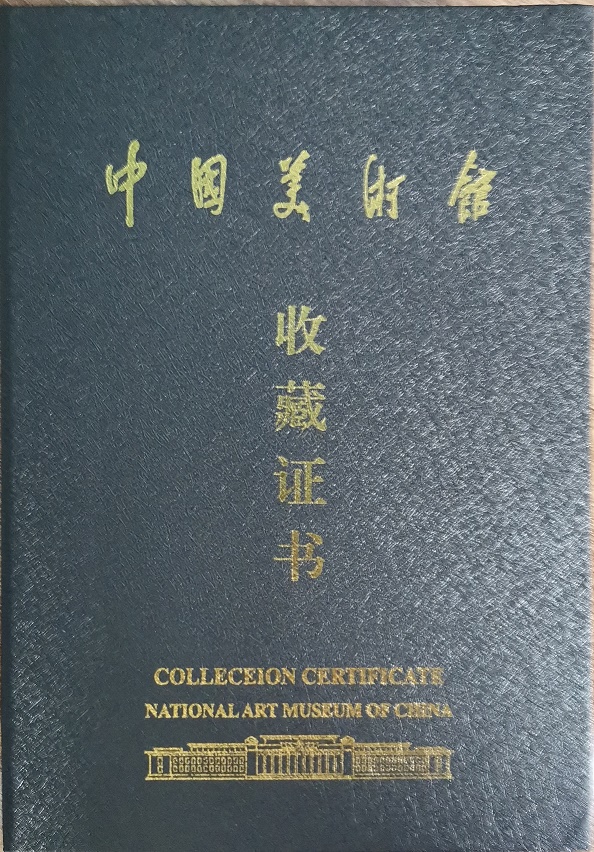 中国美术馆
收藏证书
COLLECEION CERTIFICATE
NATIONAL ART MUSEUM OF CHINA